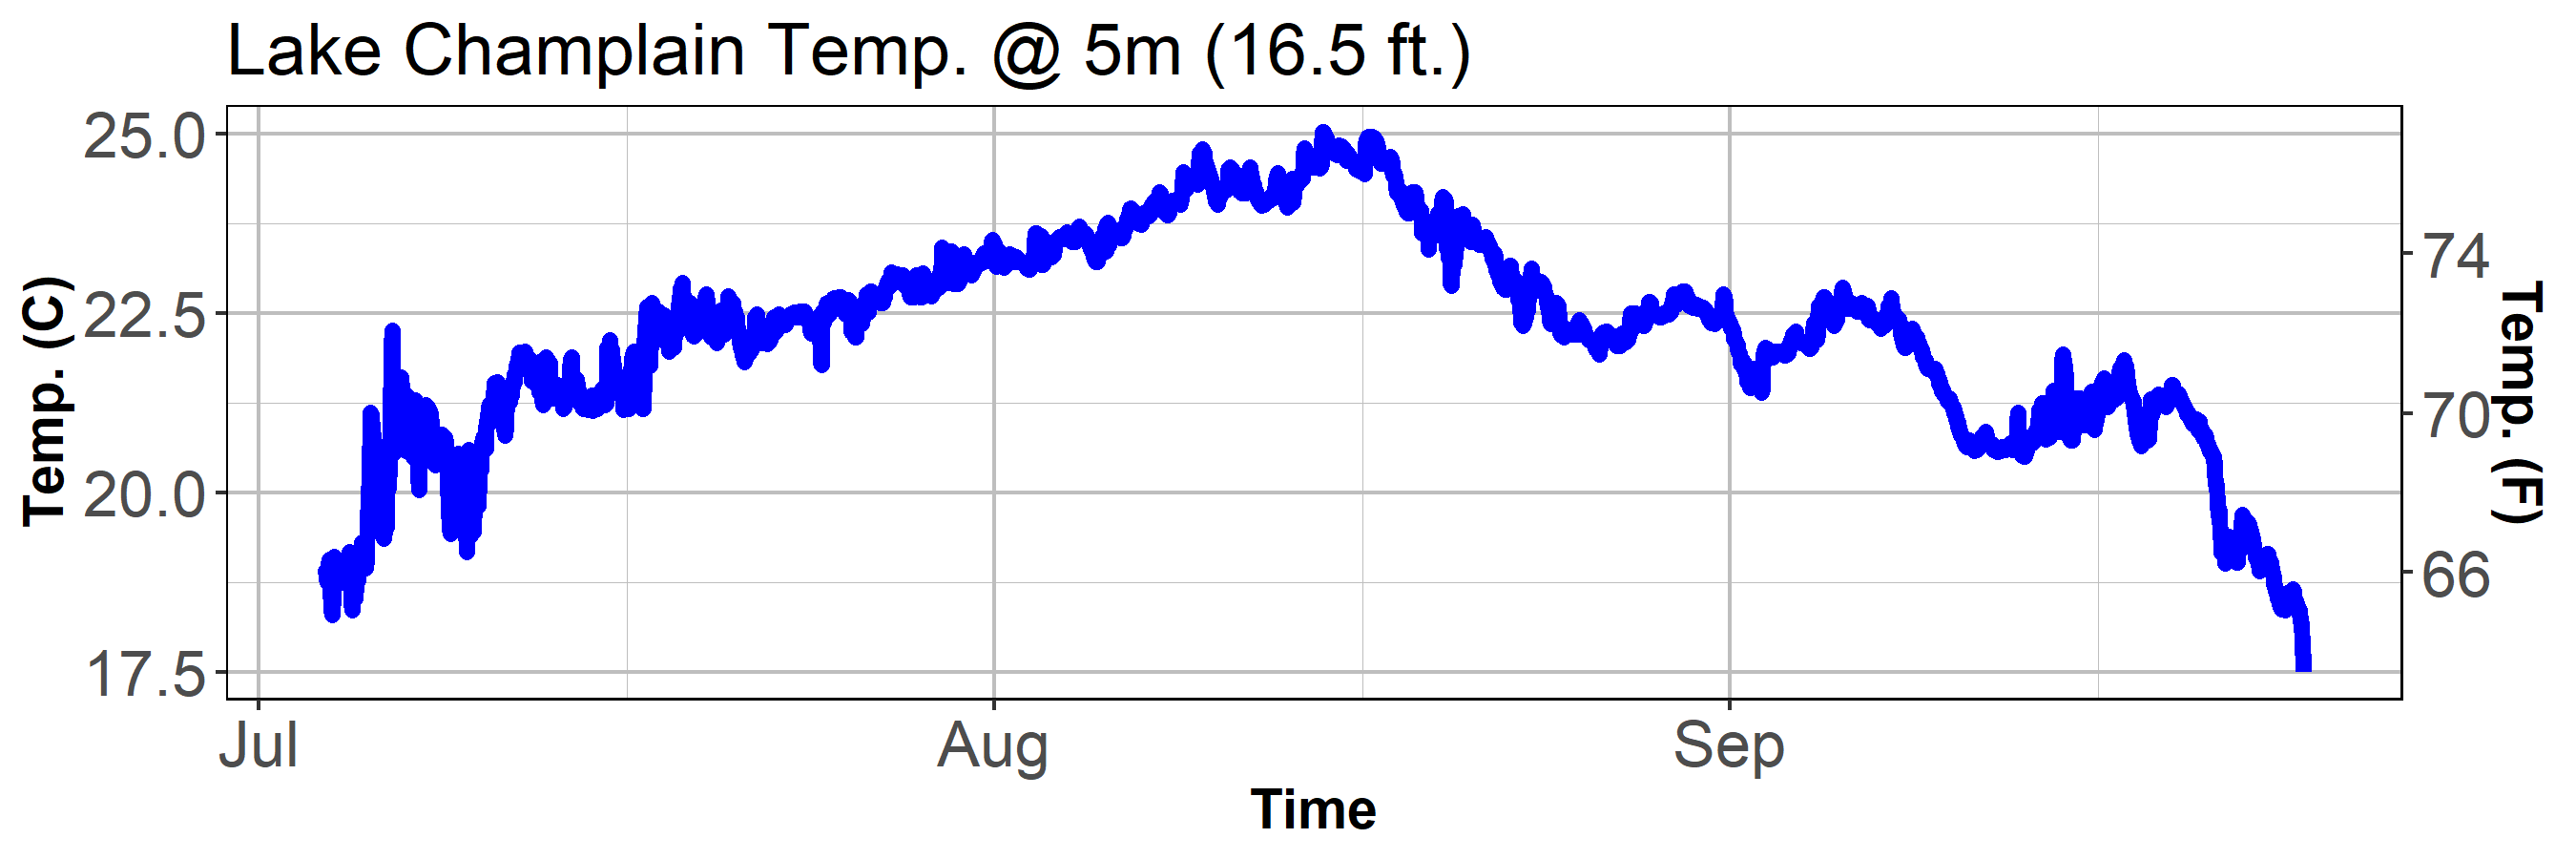 Lake Champlain Temp. @ 5m (16.5 ft.)
Temp. (C)
25.0
22.5
20.0
17.5
74
70
66
Temp. (F)
Jul Aug Sep
Time